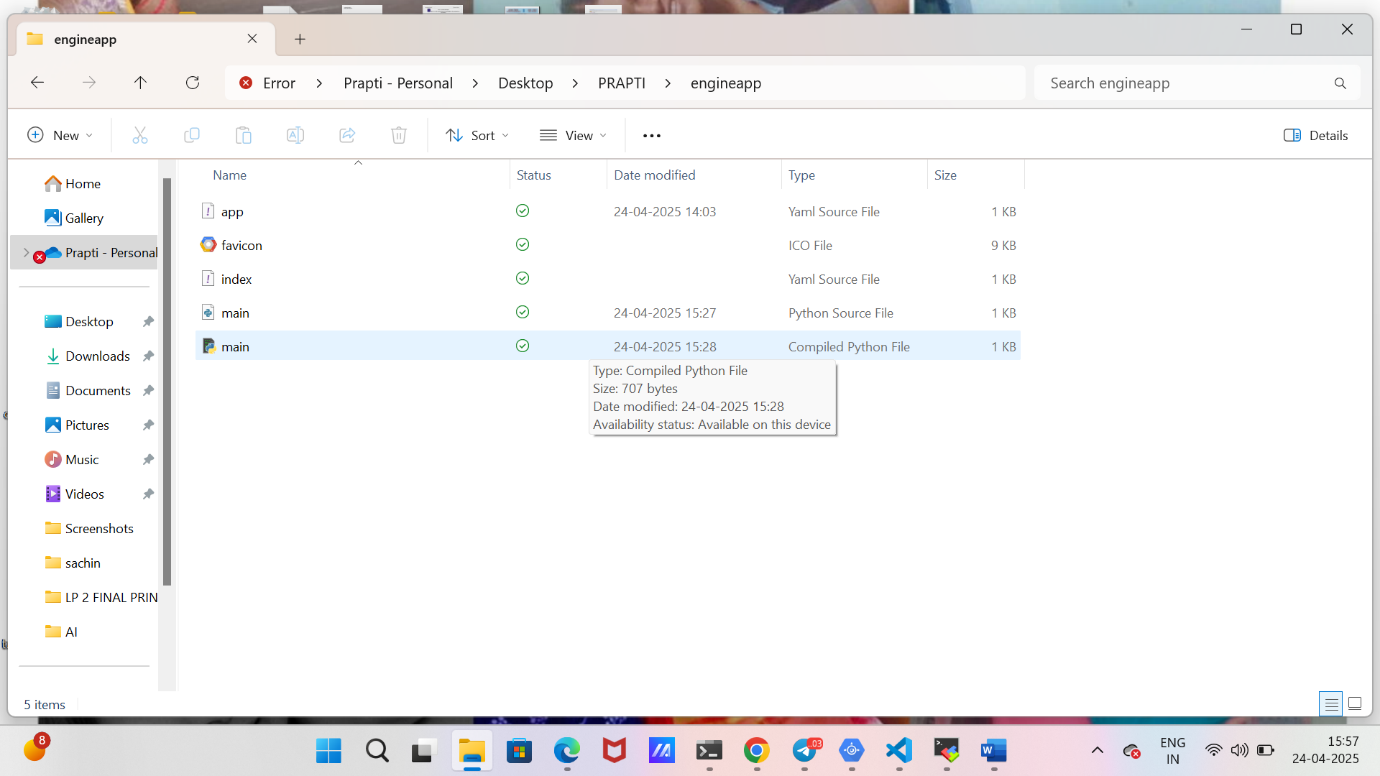 engineapp
Error > Prapti - Personal > Desktop > PRAPTI > engineapp
Search engineapp
New
Sort
View
Details
Name Status Date modified Type Size
app 24-04-2025 14:03 Yaml Source File 1 KB
favicon ICO File 9 KB
index Yaml Source File 1 KB
main 24-04-2025 15:27 Python Source File 1 KB
main 24-04-2025 15:28 Compiled Python File 1 KB
Type: Compiled Python File
Size: 707 bytes
Date modified: 24-04-2025 15:28
Availability status: Available on this device
Home
Gallery
Prapti - Personal
Desktop
Downloads
Documents
Pictures
Music
Videos
Screenshots
sachin
LP 2 FINAL PRIN
AI
5 items
8
03
ENG
IN
15:57
24-04-2025